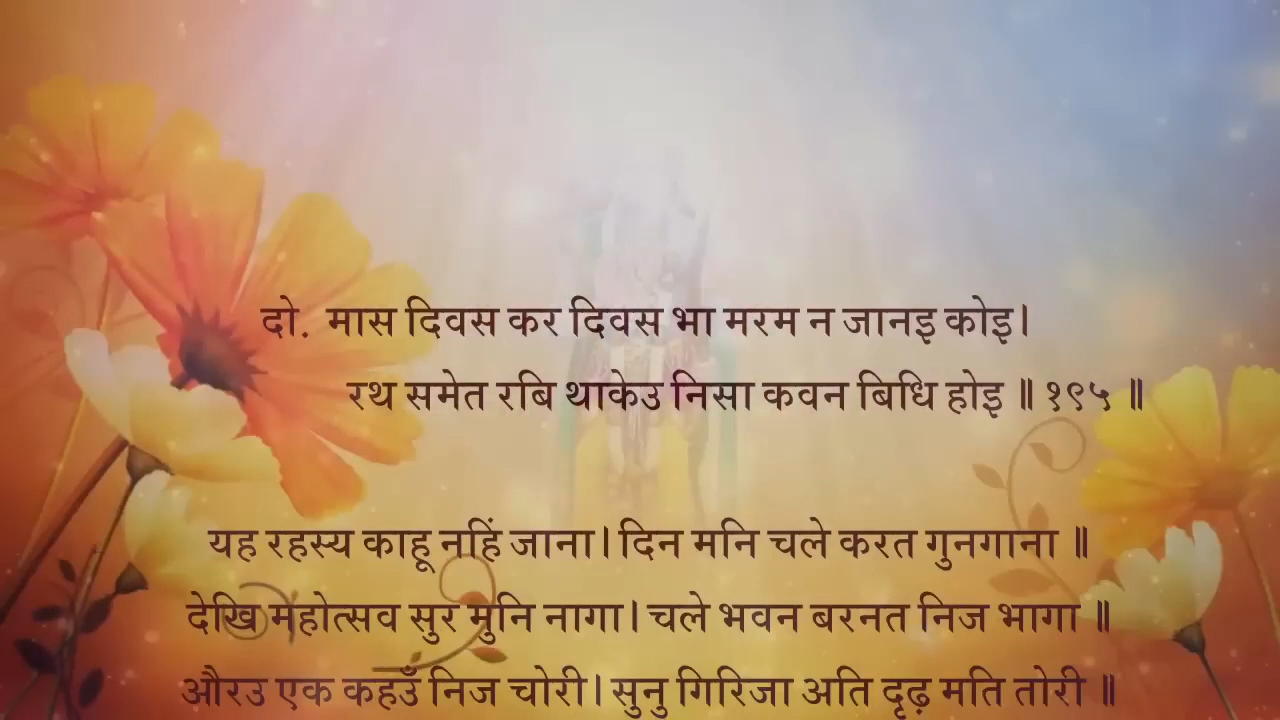 दो. मास दिवस कर दिवस भा मरम न जानइ कोइ।
रथ समेत रबि थाकेउ निसा कवन बिधि होइ ॥ १९५ ॥
यह रहस्य काहू नहिं जाना। दिन मनि चले करत गुनगाना ॥
देखि महोत्सव सुर मुनि नागा। चले भवन बरनत निज भागा ॥
औरउ एक कहउँ निज चोरी। सुनु गिरिजा अति दृढ़ मति तोरी ॥